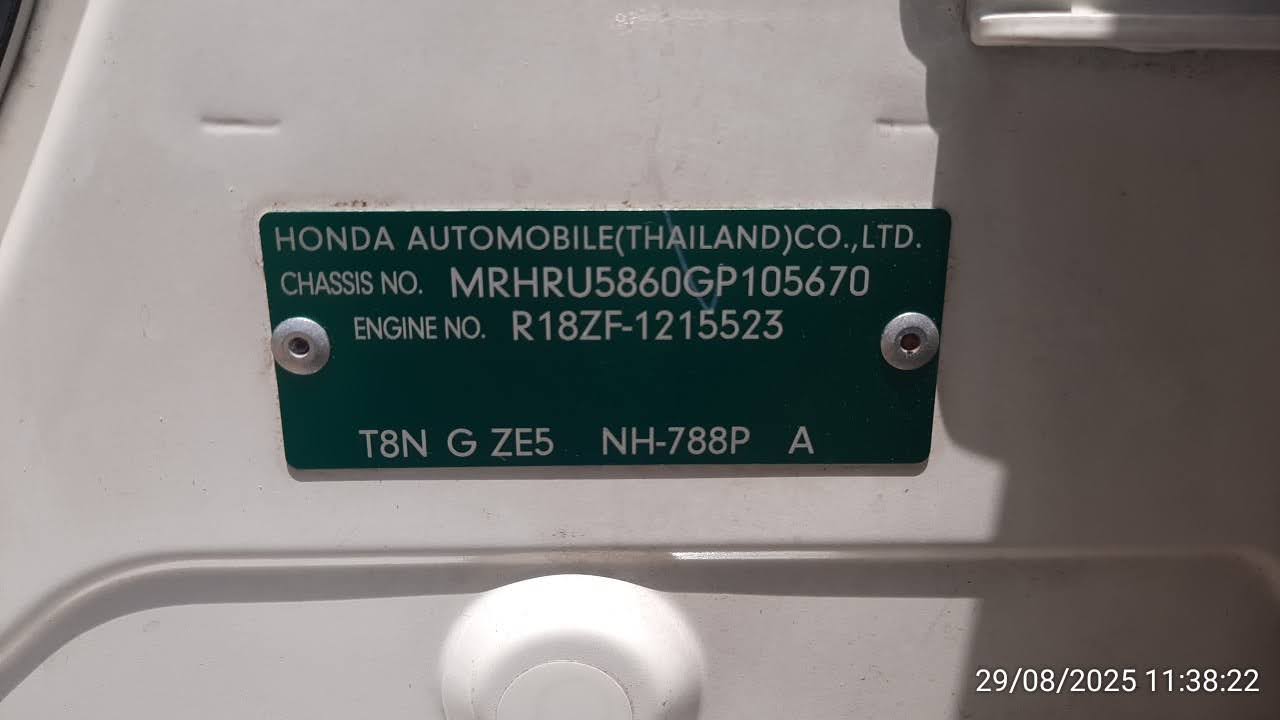 HONDA AUTOMOBILE(THAILAND)CO.,LTD.
CHASSIS NO. MRHRU5860GP105670
ENGINE NO. R18ZF-1215523
T8N G ZE5 NH-788P A
29/08/2025 11:38:22